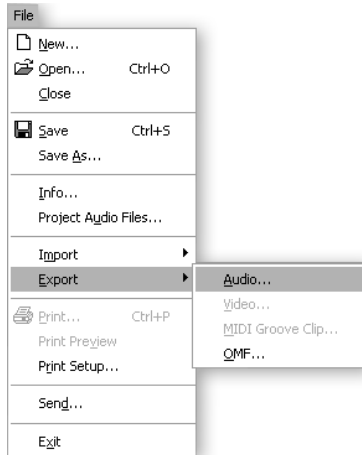 File
New...
Open... Ctrl+O
Close
Save Ctrl+S
Save As...
Info...
Project Audio Files...
Import
Export
Audio...
Video...
MIDI Groove Clip...
OMF...
Print... Ctrl+P
Print Preview
Print Setup...
Send...
Exit